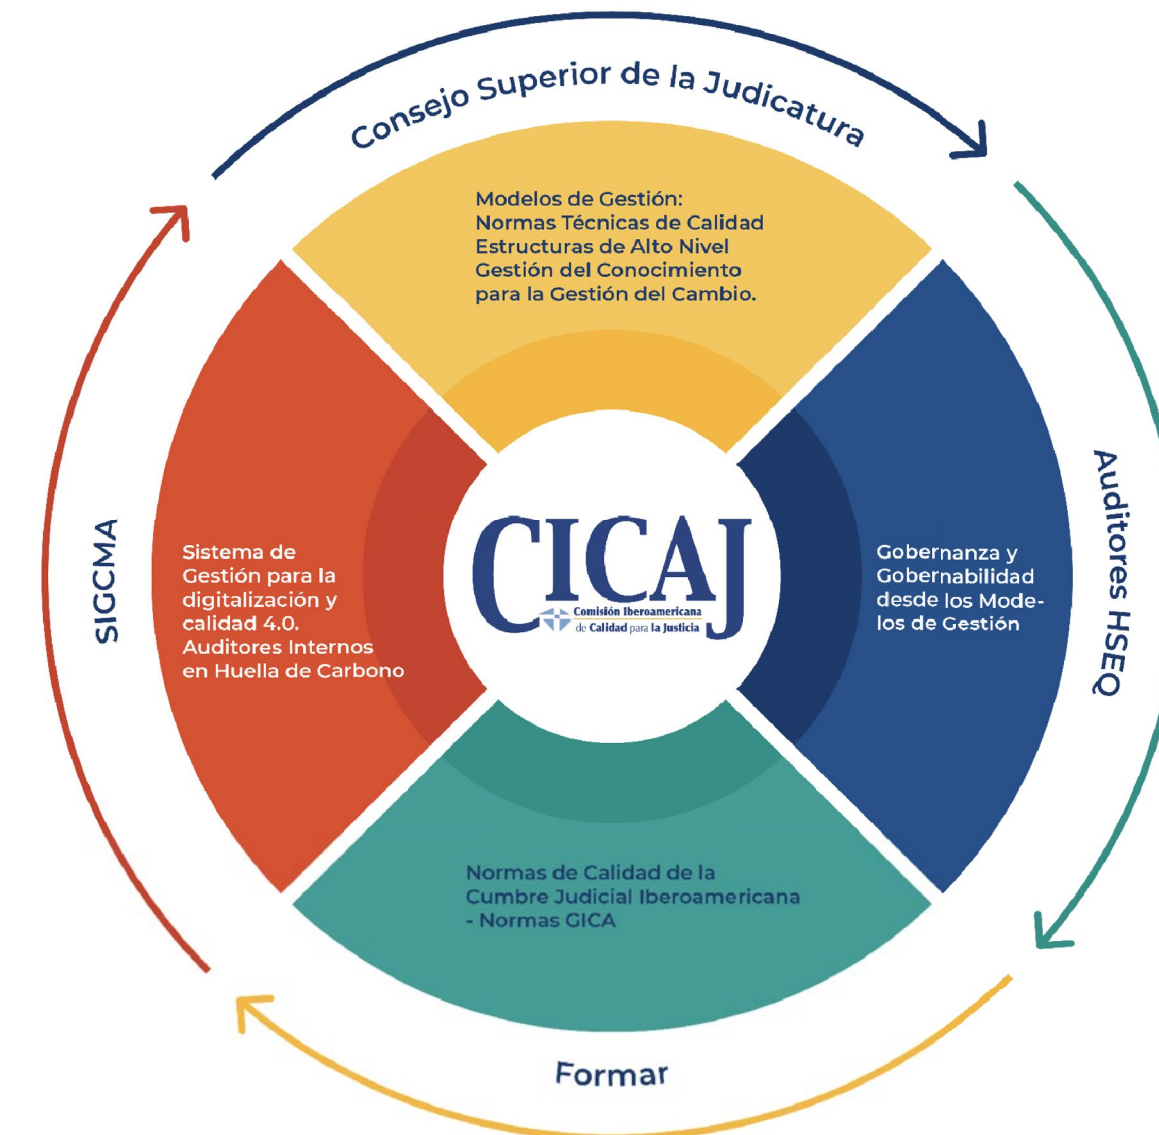 Consejo Superior de la Judicatura
Modelos de Gestión:
Normas Técnicas de Calidad
Estructuras de Alto Nivel
Gestión del Conocimiento
para la Gestión del Cambio.
SIGCMA
Sistema de
Gestión para la
digitalización y
calidad 4.0.
Auditores Internos
en Huella de Carbono
CICAJ
Comisión Iberoamericana
de Calidad para la Justicia
Gobernanza y
Gobernabilidad
desde los Mode-
los de Gestión
Auditores HSEQ
Normas de Calidad de la
Cumbre Judicial Iberoamericana
- Normas GICA
Formar